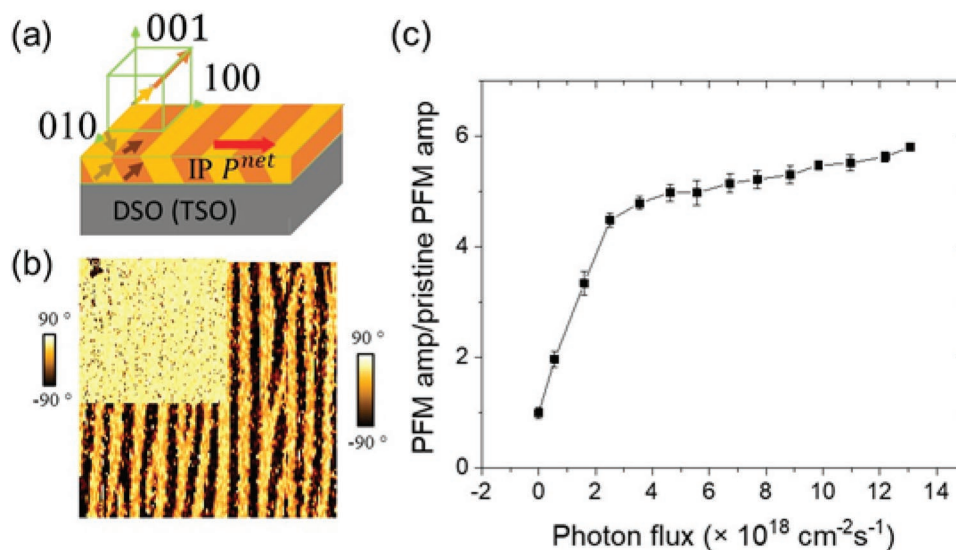 (a)
001
100
010
IP P^net
DSO (TSO)
(b)
90 °
-90 °
90 °
-90 °
(c)
PFM amp/pristine PFM amp
6
4
2
0
-2 0 2 4 6 8 10 12 14
Photon flux (× 10^18 cm^-2s^-1)